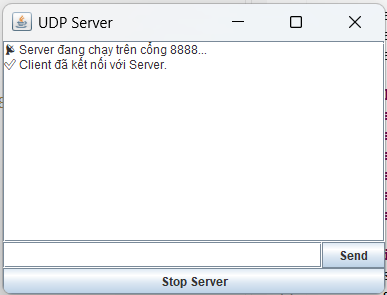 UDP Server
Server đang chạy trên cổng 8888...
Client đã kết nối với Server.
Send
Stop Server